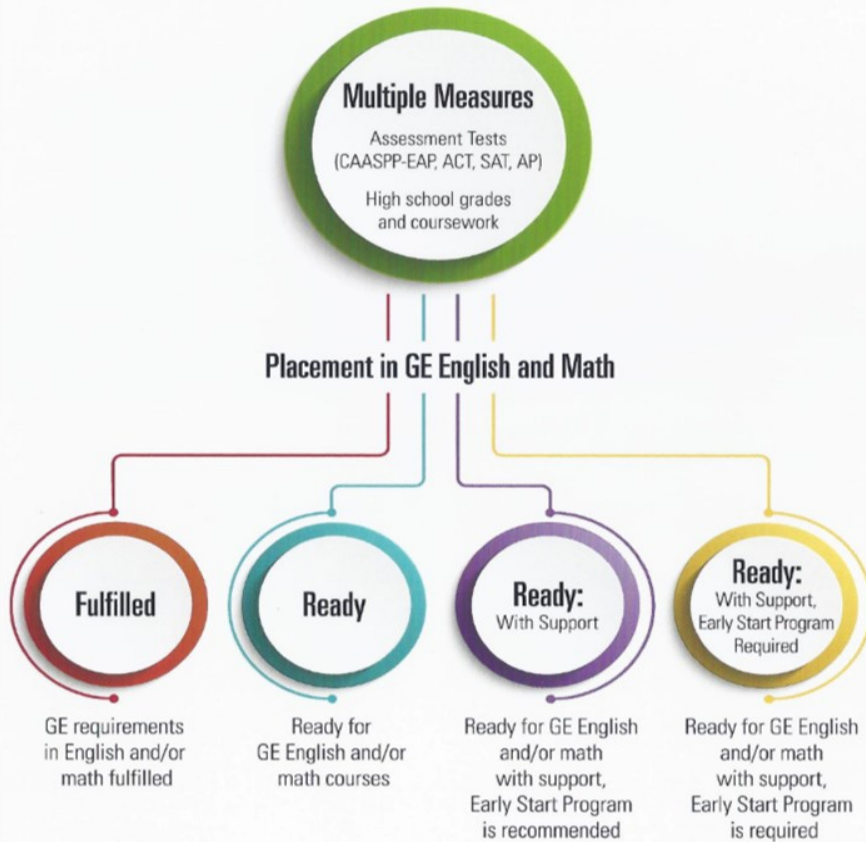 Multiple Measures
Assessment Tests
(CAASPP-EAP, ACT, SAT, AP)
High school grades
and coursework
Placement in GE English and Math
Fulfilled
GE requirements
in English and/or
math fulfilled
Ready
Ready for
GE English and/or
math courses
Ready:
With Support
Ready for GE English
and/or math
with support,
Early Start Program
is recommended
Ready:
With Support,
Early Start Program
Required
Ready for GE English
and/or math
with support,
Early Start Program
is required